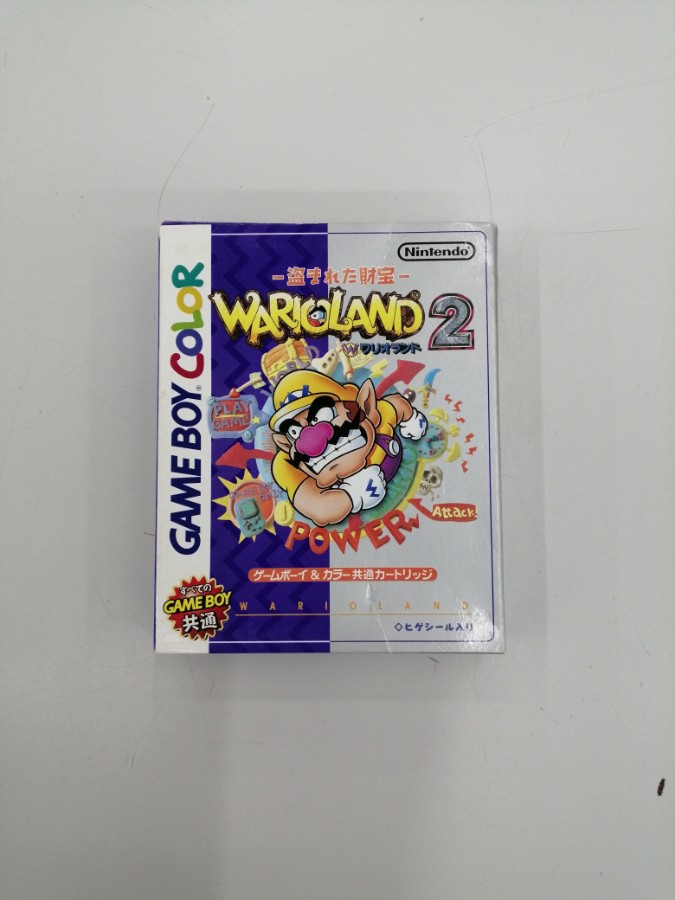 GAME BOY COLOR
Nintendo
-盗まれた財宝-
WARIOLAND 2
W ワリオランド
PLAY GAME
POWER
Attack!
ゲームボーイ & カラー共通カートリッジ
すべての
GAME BOY
共通
WARIOLAND
◇ヒゲシール入り